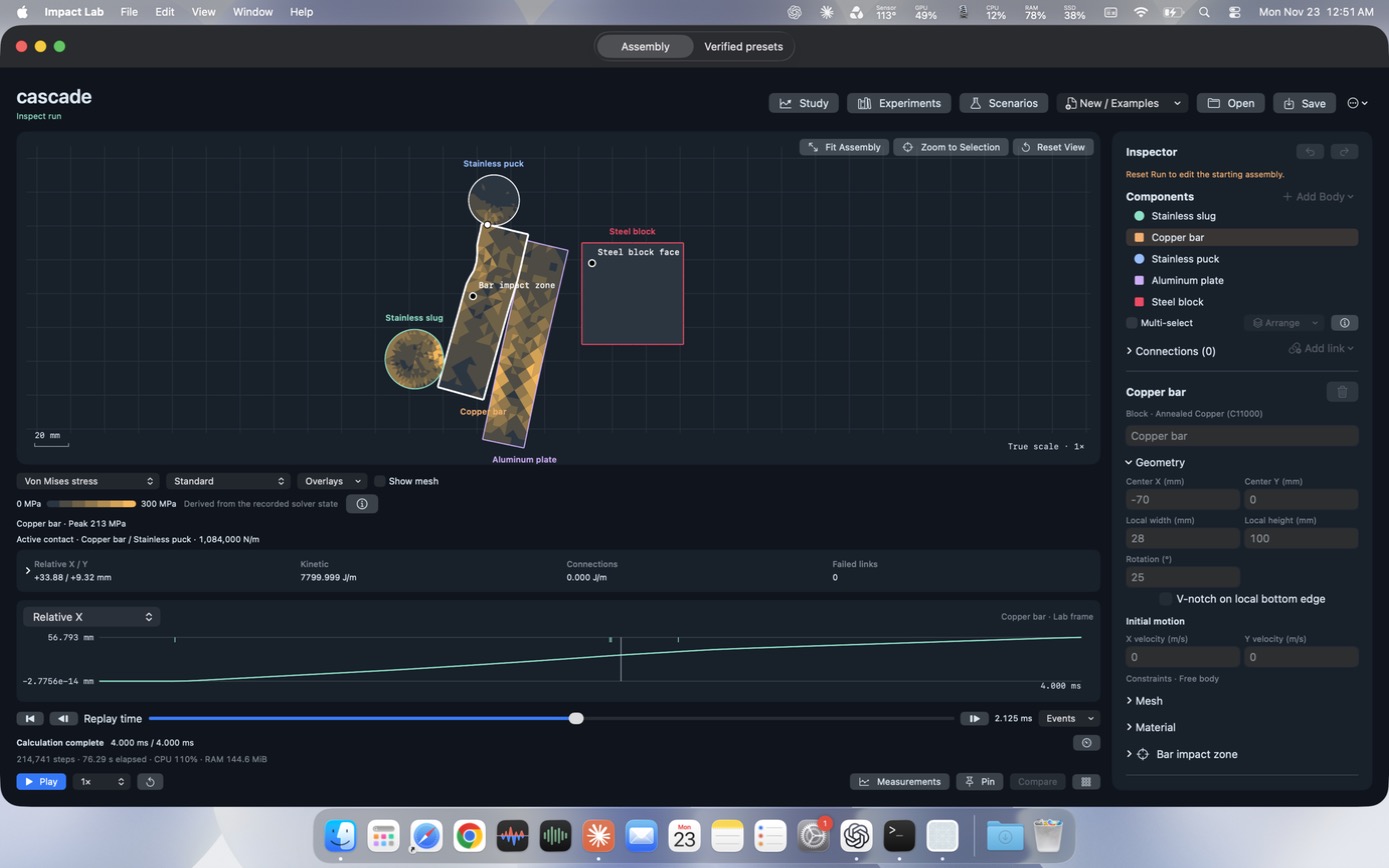 Impact Lab File Edit View Window Help Sensor 113° GPU 49% CPU 12% RAM 78% SSD 38% Mon Nov 23 12:51 AM
Assembly Verified presets
cascade
Inspect run
Study Experiments Scenarios New / Examples Open Save
Fit Assembly Zoom to Selection Reset View
Stainless puck
Steel block
Steel block face
Bar impact zone
Stainless slug
Copper bar
Aluminum plate
20 mm
True scale · 1×
Von Mises stress Standard Overlays Show mesh
0 MPa 300 MPa Derived from the recorded solver state
Copper bar · Peak 213 MPa
Active contact · Copper bar / Stainless puck · 1,084,000 N/m
Relative X / Y Kinetic Connections Failed links
+33.88 / +9.32 mm 7799.999 J/m 0.000 J/m 0
Relative X Copper bar · Lab frame
56.793 mm
-2.7756e-14 mm
4.000 ms
Replay time 2.125 ms Events
Calculation complete 4.000 ms / 4.000 ms
214,741 steps · 76.29 s elapsed · CPU 110% · RAM 144.6 MiB
Play 1× Measurements Pin Compare
Inspector
Reset Run to edit the starting assembly.
Components Add Body
Stainless slug
Copper bar
Stainless puck
Aluminum plate
Steel block
Multi-select Arrange
Connections (0) Add link
Copper bar
Block · Annealed Copper (C11000)
Copper bar
Geometry
Center X (mm) Center Y (mm)
-70 0
Local width (mm) Local height (mm)
28 100
Rotation (°)
25
V-notch on local bottom edge
Initial motion
X velocity (m/s) Y velocity (m/s)
0 0
Constraints · Free body
Mesh
Material
Bar impact zone
Mon
23
1